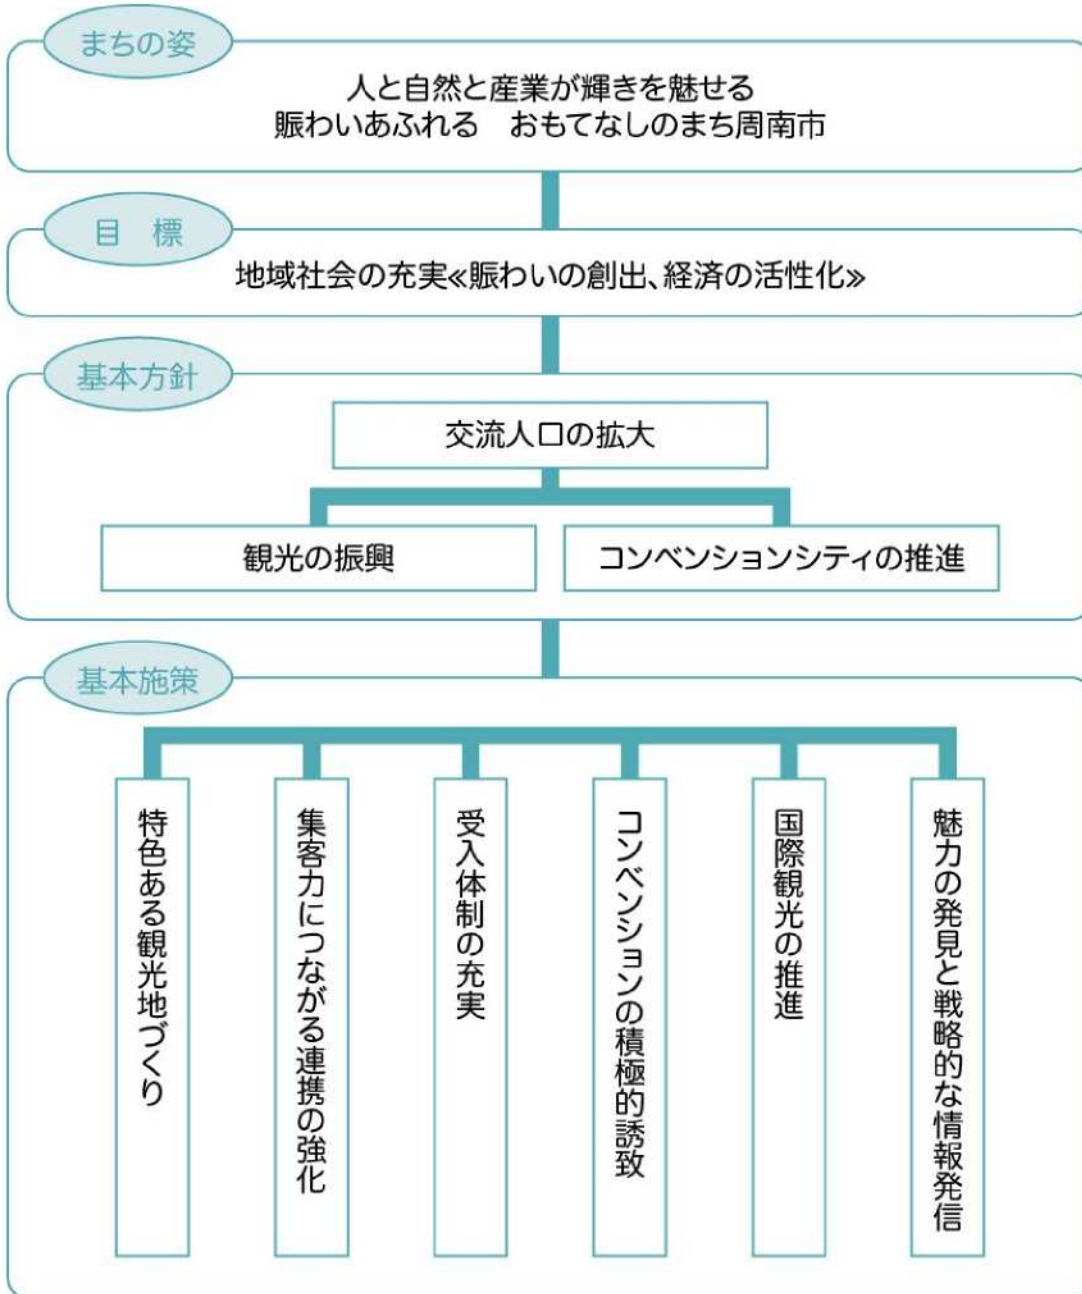 まちの姿
人と自然と産業が輝きを魅せる
賑わいあふれる　おもてなしのまち周南市
目　標
地域社会の充実≪賑わいの創出、経済の活性化≫
基本方針
交流人口の拡大
観光の振興
コンベンションシティの推進
基本施策
特色ある観光地づくり
集客力につながる連携の強化
受入体制の充実
コンベンションの積極的誘致
国際観光の推進
魅力の発見と戦略的な情報発信